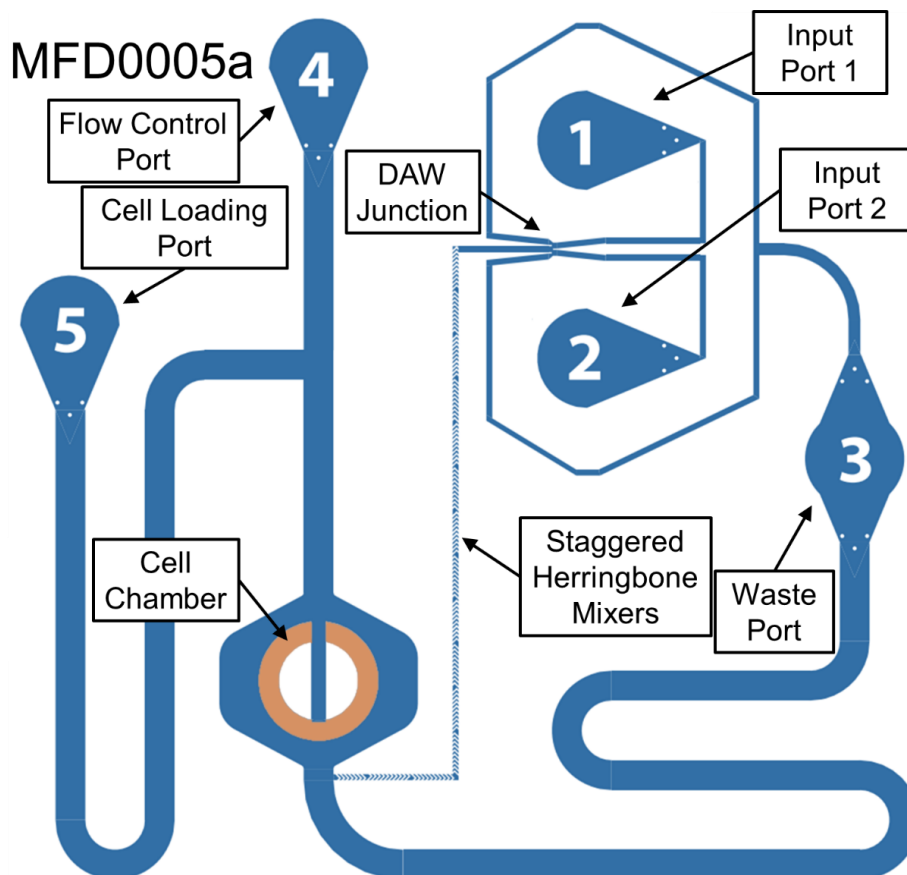 MFD0005a
4
Flow Control
Port
Cell Loading
Port
5
Input
Port 1
1
DAW
Junction
Input
Port 2
2
3
Cell
Chamber
Staggered
Herringbone
Mixers
Waste
Port